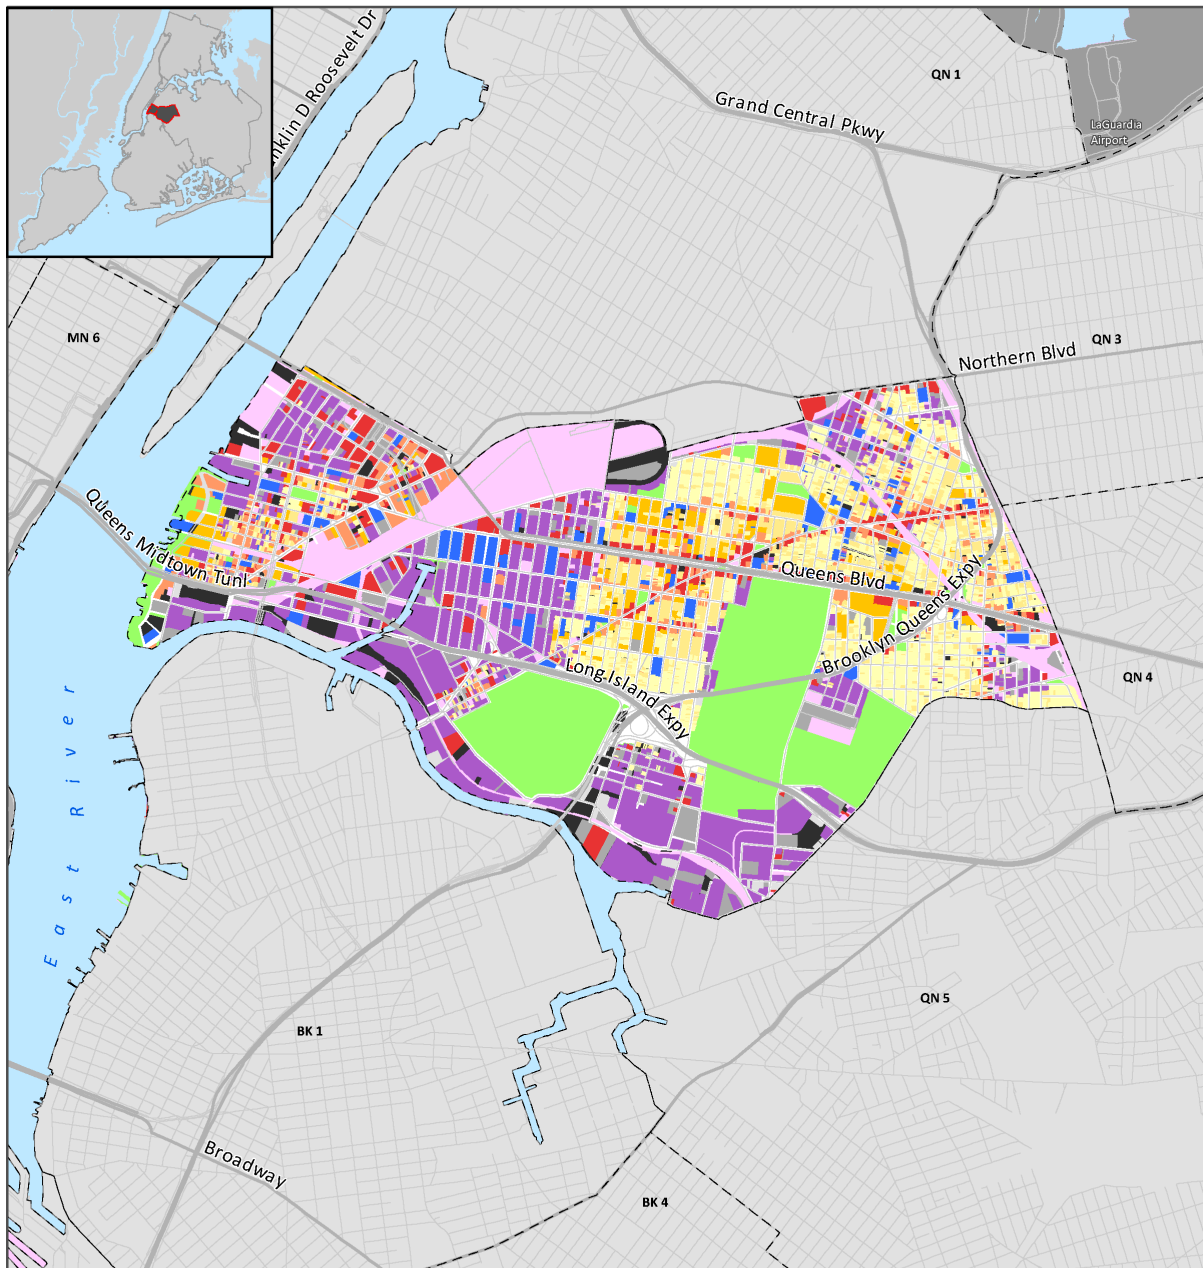 nklin D Roosevelt Dr
QN 1
Grand Central Pkwy
LaGuardia
Airport
MN 6
QN 3
Northern Blvd
Queens Midtown Tunl
Queens Blvd
Brooklyn Queens Expy
Long Island Expy
QN 4
East River
QN 5
BK 1
Broadway
BK 4